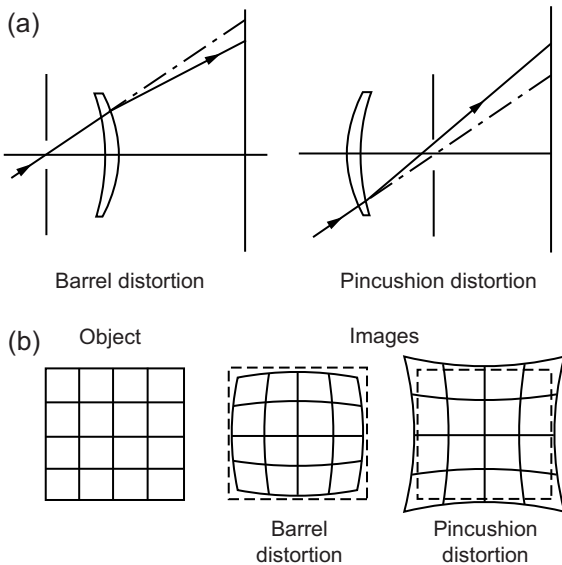 (a)
Barrel distortion
Pincushion distortion
(b)
Object
Images
Barrel
distortion
Pincushion
distortion